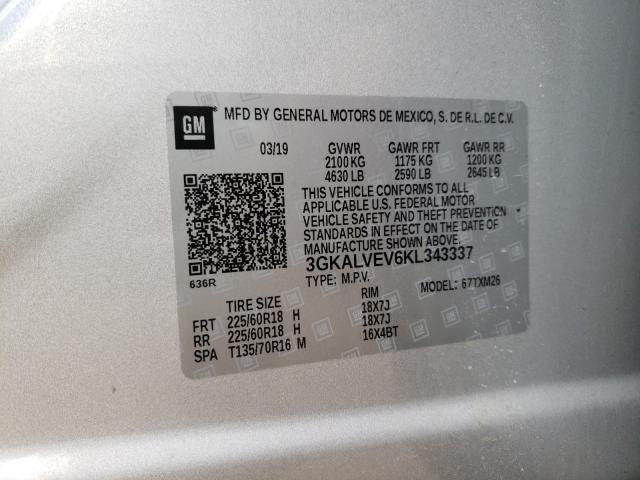 GM
MFD BY GENERAL MOTORS DE MEXICO, S. DE R.L. DE C.V.
03/19 GVWR GAWR FRT GAWR RR
2100 KG 1175 KG 1200 KG
4630 LB 2590 LB 2645 LB
THIS VEHICLE CONFORMS TO ALL
APPLICABLE U.S. FEDERAL MOTOR
VEHICLE SAFETY AND THEFT PREVENTION
STANDARDS IN EFFECT ON THE DATE OF
MANUFACTURE SHOWN ABOVE.
3GKALVEV6KL343337
636R TYPE: M.P.V. MODEL: 67TXM26
TIRE SIZE RIM
FRT 225/60R18 H 18X7J
RR 225/60R18 H 18X7J
SPA T135/70R16 M 16X4BT